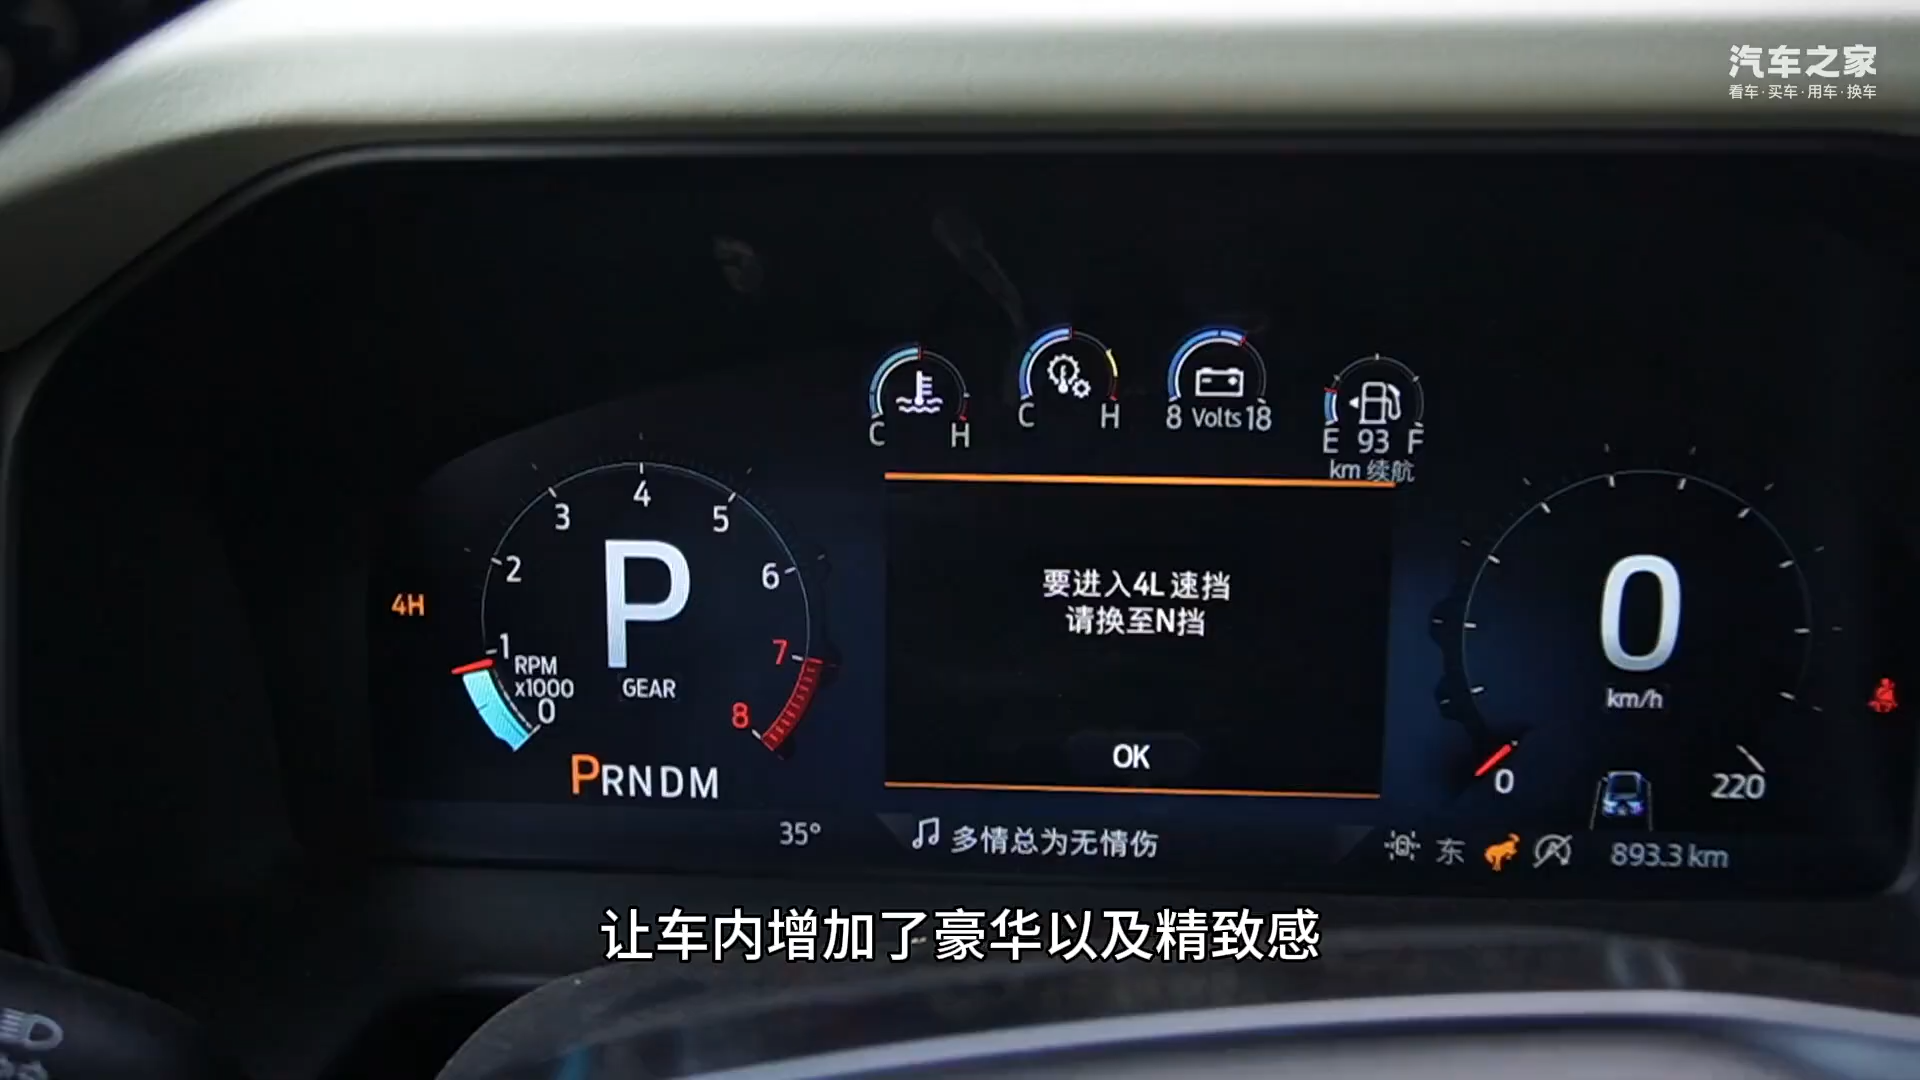 汽车之家
看车·买车·用车·换车
C H
C H
8 Volts 18
E 93 F
km 续航
4H
0 1 2 3 4 5 6 7 8
RPM
x1000
P
GEAR
PRNDM
要进入4L速挡
请换至N挡
OK
0
km/h
0 220
35°
多情总为无情伤
东
893.3 km
让车内增加了豪华以及精致感